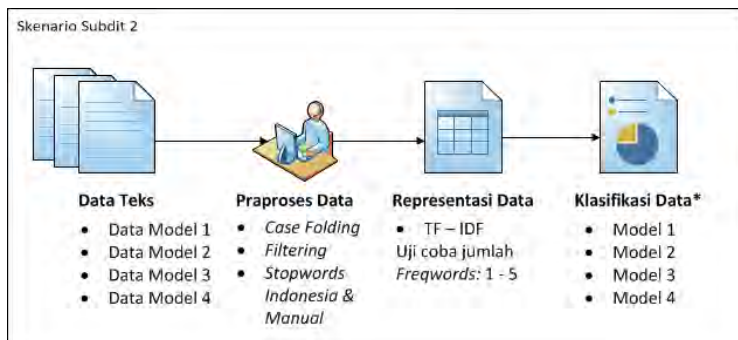 Skenario Subdit 2
Data Teks
• Data Model 1
• Data Model 2
• Data Model 3
• Data Model 4
Praproses Data
• Case Folding
• Filtering
• Stopwords
Indonesia &
Manual
Representasi Data
• TF – IDF
Uji coba jumlah
Freqwords: 1 - 5
Klasifikasi Data*
• Model 1
• Model 2
• Model 3
• Model 4